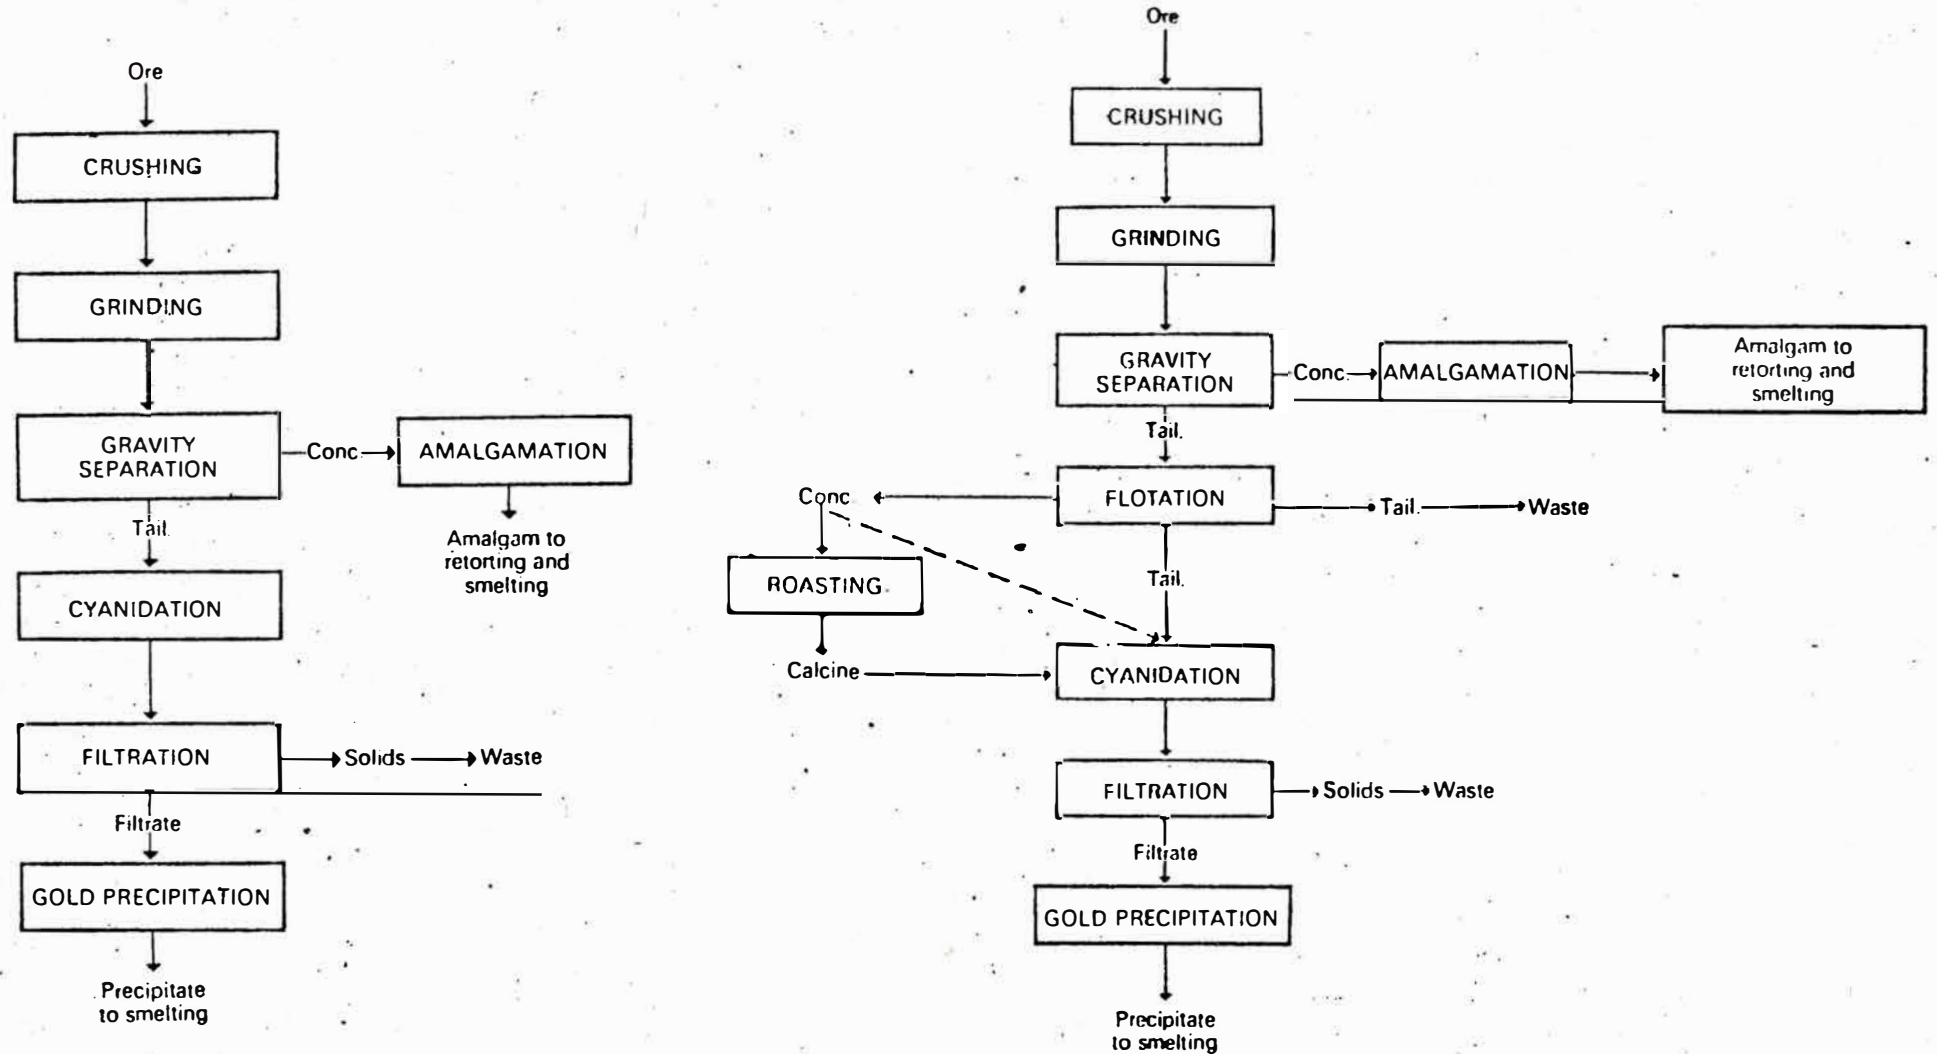 Ore
CRUSHING
GRINDING
GRAVITY
SEPARATION
Conc
AMALGAMATION
Amalgam to
retorting and
smelting
Tail.
CYANIDATION
FILTRATION
Solids
Waste
Filtrate
GOLD PRECIPITATION
Precipitate
to smelting
Ore
CRUSHING
GRINDING
GRAVITY
SEPARATION
Conc.
AMALGAMATION
Amalgam to
retorting and
smelting
Tail.
FLOTATION
Tail.
Waste
Conc
ROASTING
Calcine
Tail.
CYANIDATION
FILTRATION
Solids
Waste
Filtrate
GOLD PRECIPITATION
Precipitate
to smelting